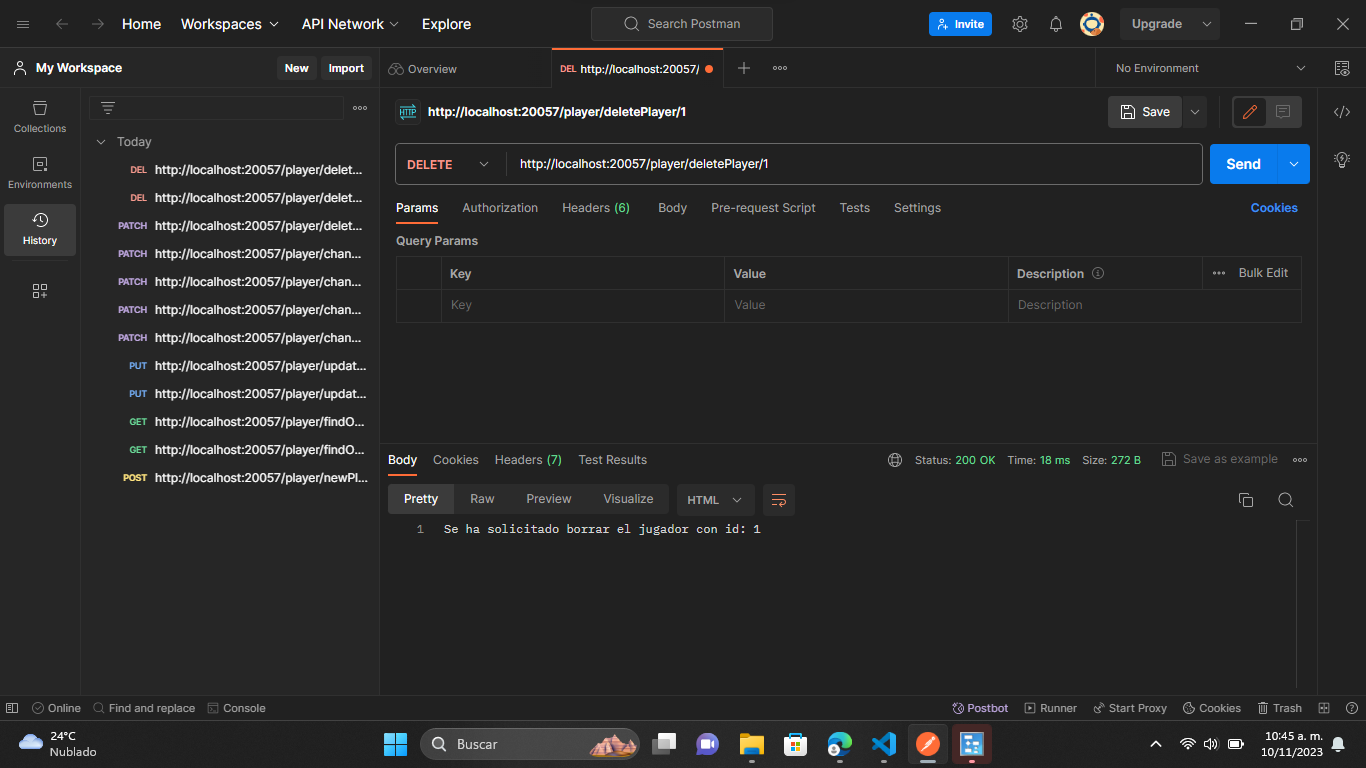 Home Workspaces API Network Explore Search Postman Invite Upgrade
My Workspace New Import Overview DEL http://localhost:20057/ No Environment
http://localhost:20057/player/deletePlayer/1 Save
Collections
Environments
History
Today
DEL http://localhost:20057/player/delet...
DEL http://localhost:20057/player/delet...
PATCH http://localhost:20057/player/delet...
PATCH http://localhost:20057/player/chan...
PATCH http://localhost:20057/player/chan...
PATCH http://localhost:20057/player/chan...
PATCH http://localhost:20057/player/chan...
PUT http://localhost:20057/player/updat...
PUT http://localhost:20057/player/updat...
GET http://localhost:20057/player/findO...
GET http://localhost:20057/player/findO...
POST http://localhost:20057/player/newPl...
DELETE http://localhost:20057/player/deletePlayer/1 Send
Params Authorization Headers (6) Body Pre-request Script Tests Settings Cookies
Query Params
Key Value Description Bulk Edit
Key Value Description
Body Cookies Headers (7) Test Results Status: 200 OK Time: 18 ms Size: 272 B Save as example
Pretty Raw Preview Visualize HTML
1 Se ha solicitado borrar el jugador con id: 1
Online Find and replace Console Postbot Runner Start Proxy Cookies Trash
24°C
Nublado
Buscar
10:45 a. m.
10/11/2023